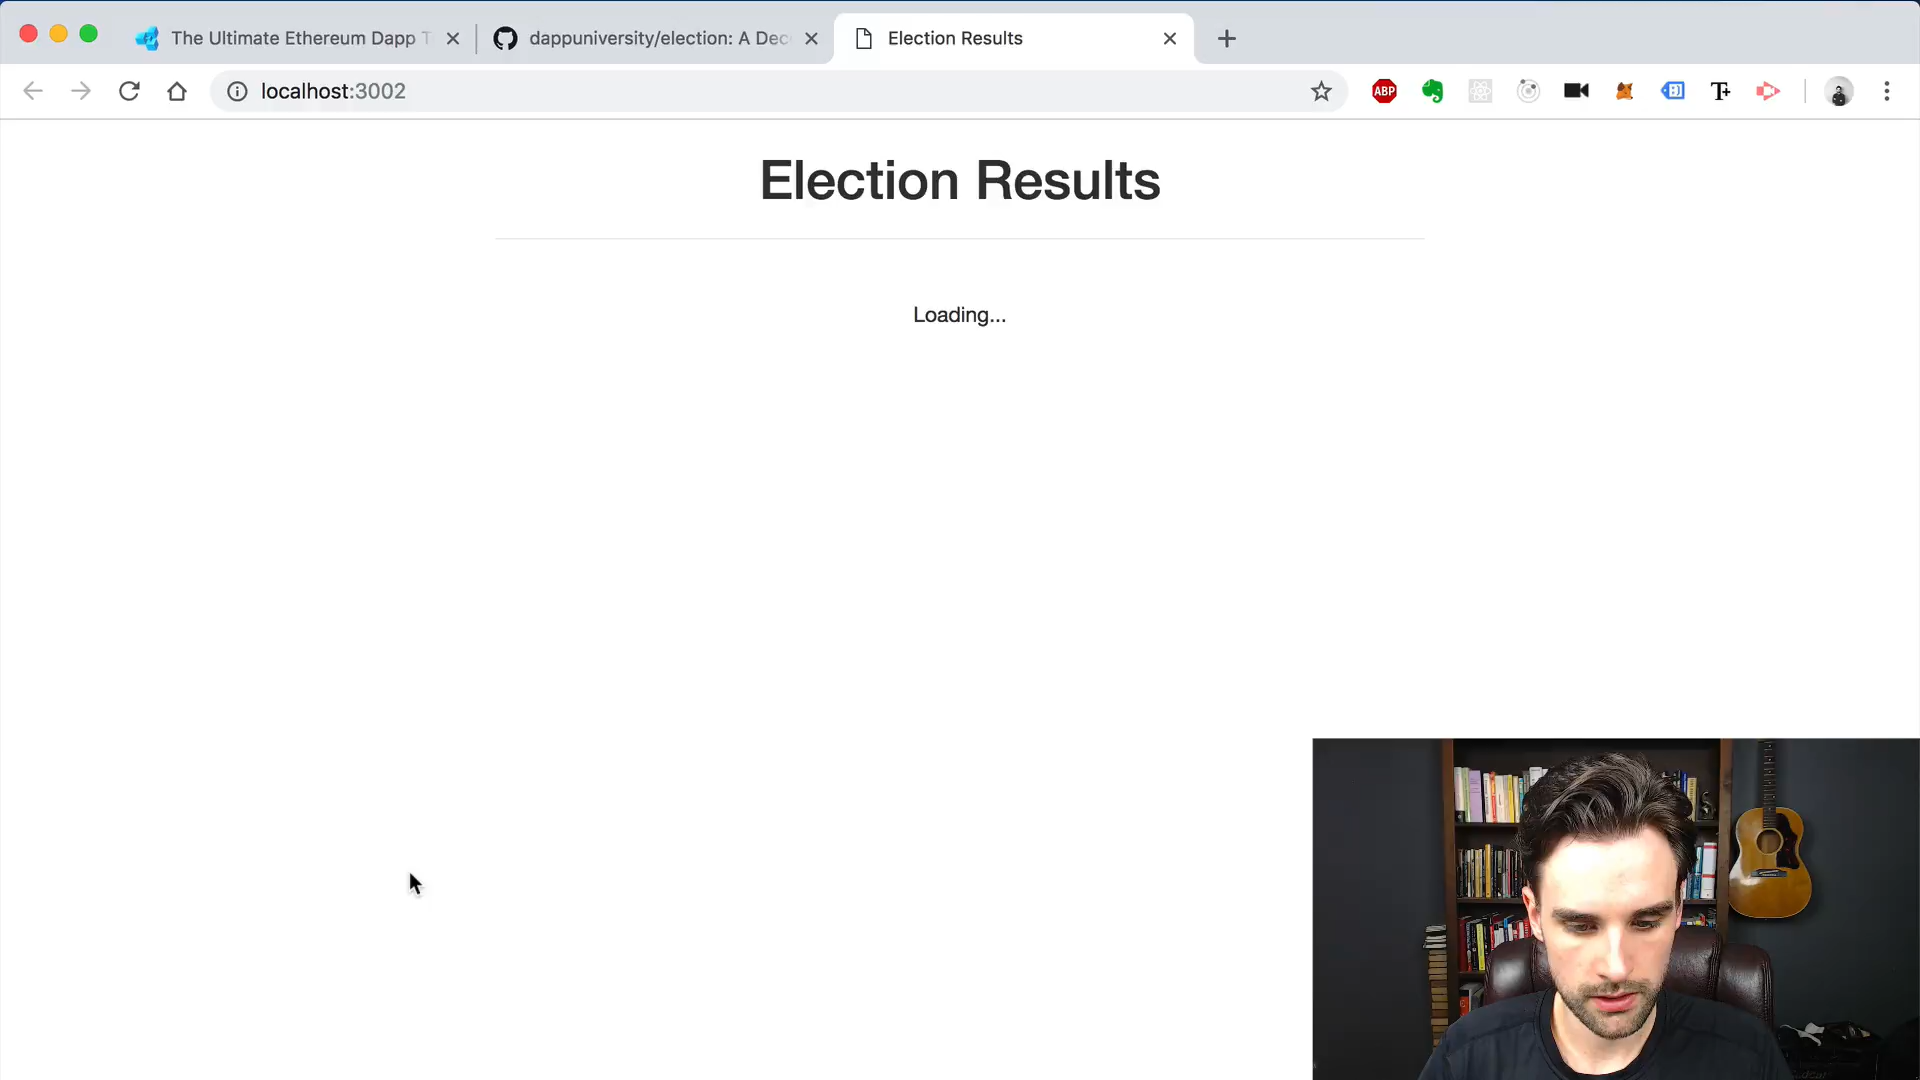 The Ultimate Ethereum Dapp T
dappuniversity/election: A Dec
Election Results
localhost:3002
ABP
Election Results
Loading...